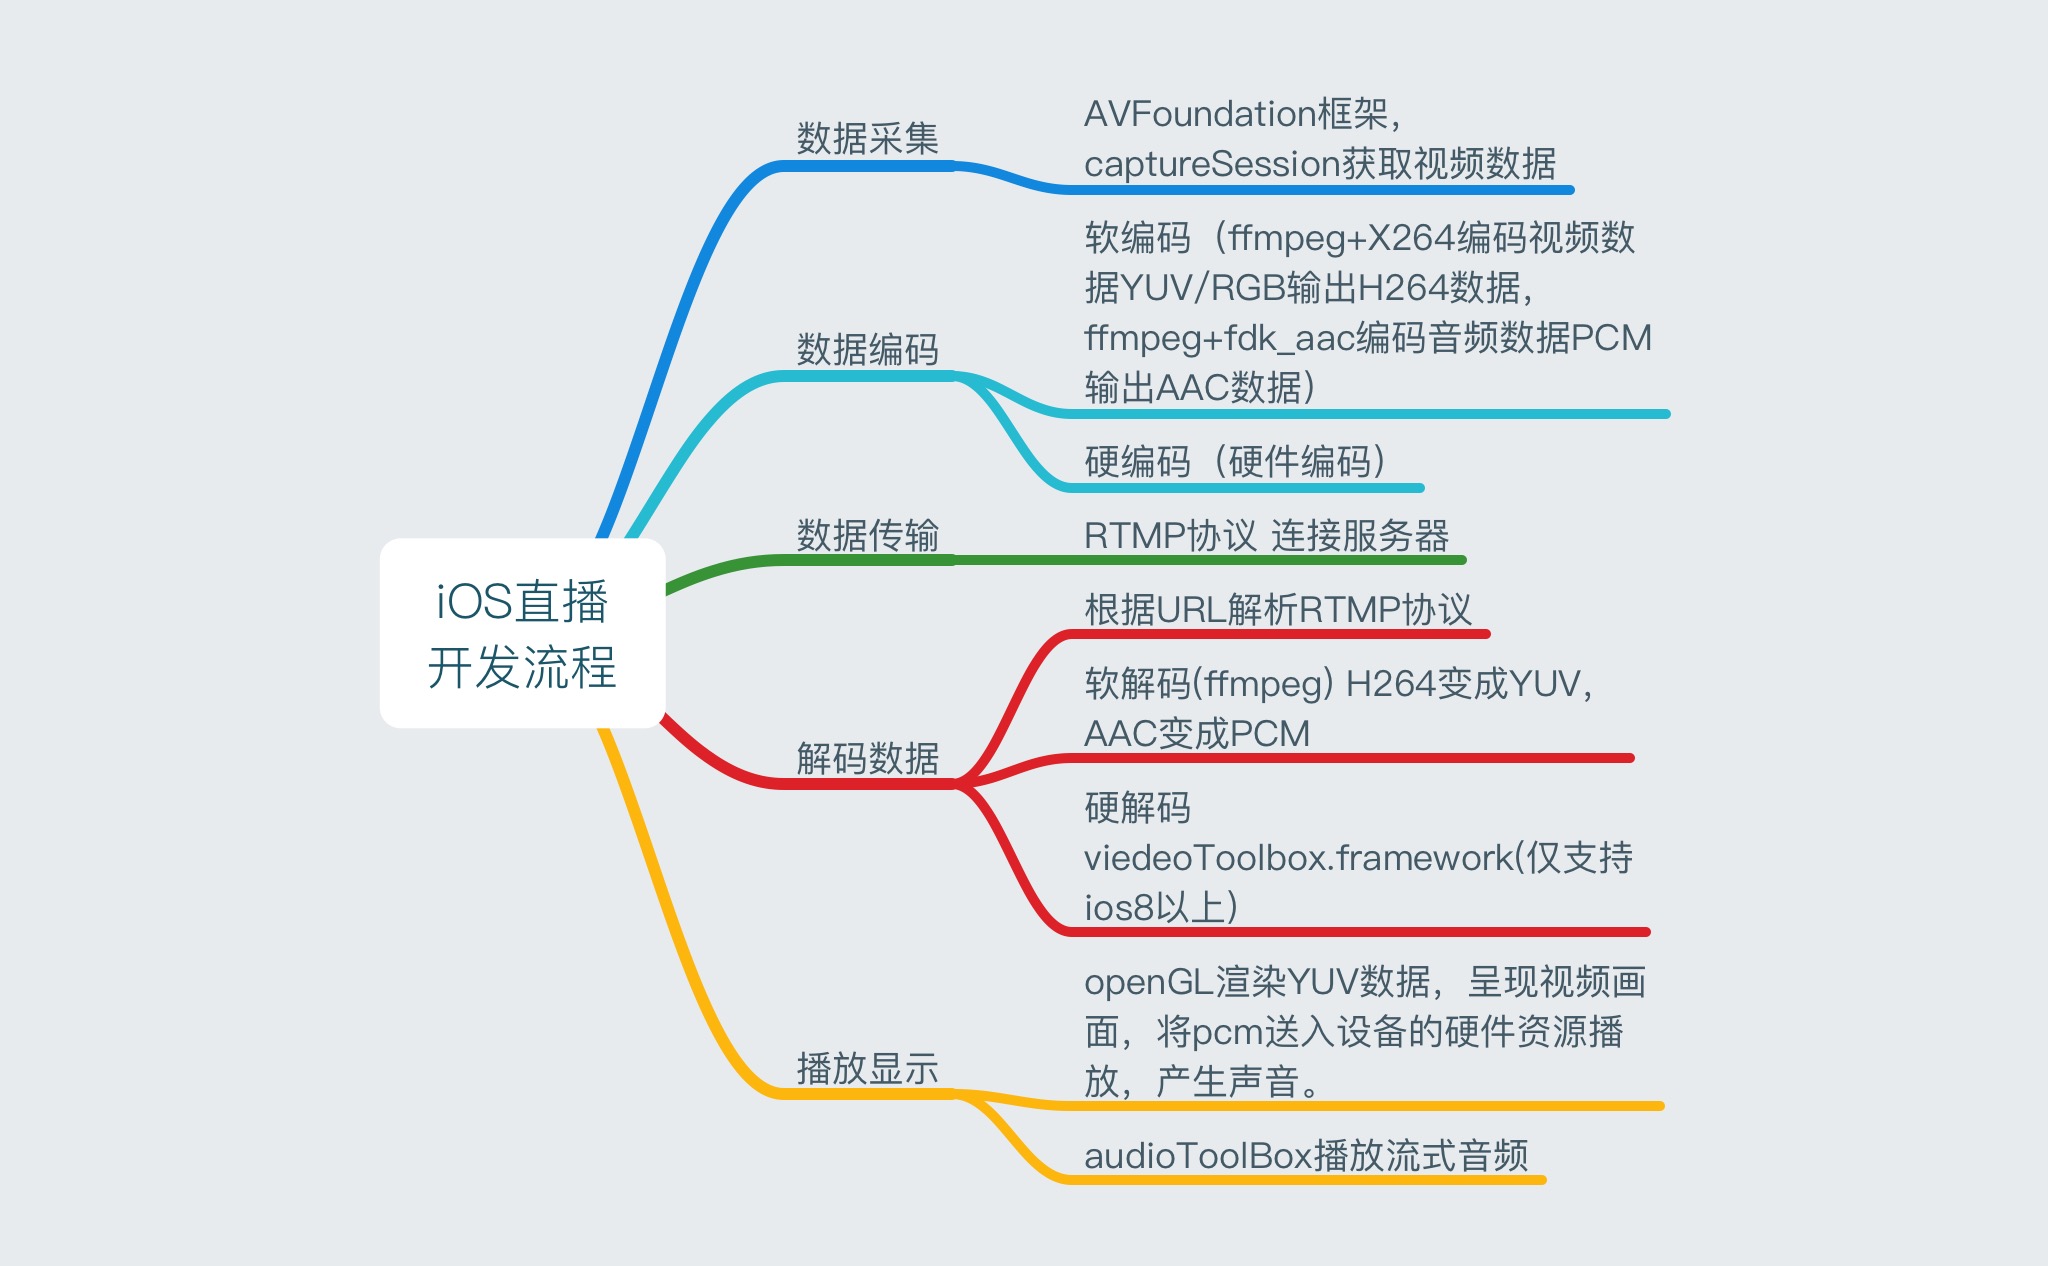 iOS直播
开发流程
数据采集
AVFoundation框架，
captureSession获取视频数据
数据编码
软编码（ffmpeg+X264编码视频数
据YUV/RGB输出H264数据，
ffmpeg+fdk_aac编码音频数据PCM
输出AAC数据）
硬编码（硬件编码）
数据传输
RTMP协议 连接服务器
解码数据
根据URL解析RTMP协议
软解码(ffmpeg) H264变成YUV，
AAC变成PCM
硬解码
viedeoToolbox.framework(仅支持
ios8以上)
播放显示
openGL渲染YUV数据，呈现视频画
面，将pcm送入设备的硬件资源播
放，产生声音。
audioToolBox播放流式音频